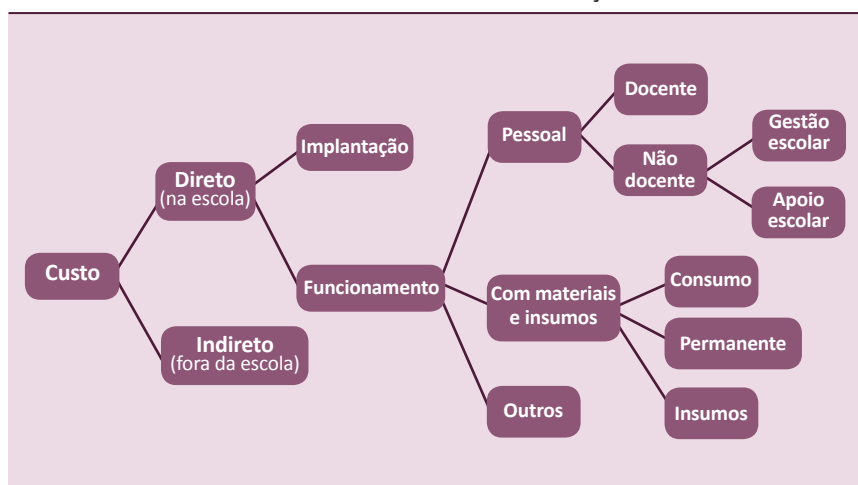 Custo
Direto
(na escola)
Indireto
(fora da escola)
Implantação
Funcionamento
Pessoal
Com materiais
e insumos
Outros
Docente
Não
docente
Gestão
escolar
Apoio
escolar
Consumo
Permanente
Insumos